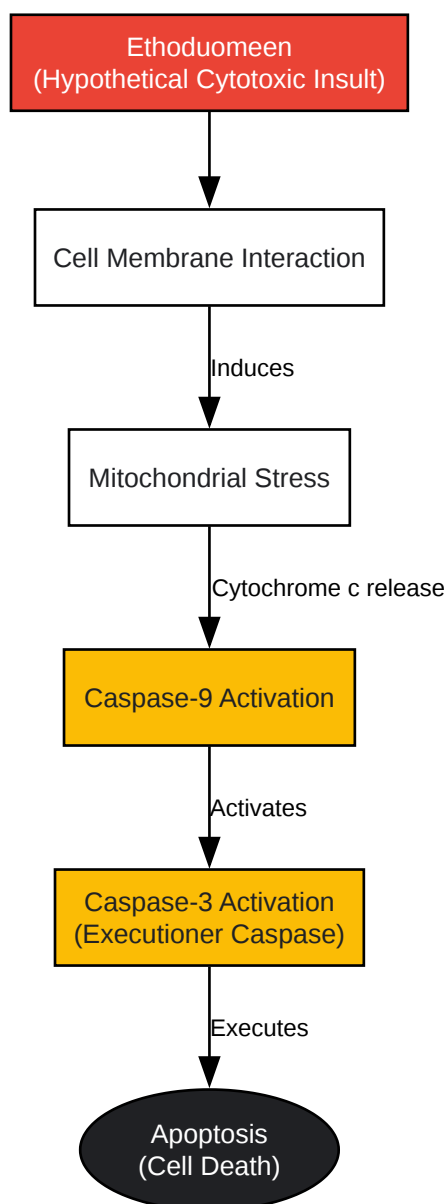 Ethoduomeen
(Hypothetical Cytotoxic Insult)
Cell Membrane Interaction
Induces
Mitochondrial Stress
Cytochrome c release
Caspase-9 Activation
Activates
Caspase-3 Activation
(Executioner Caspase)
Executes
Apoptosis
(Cell Death)